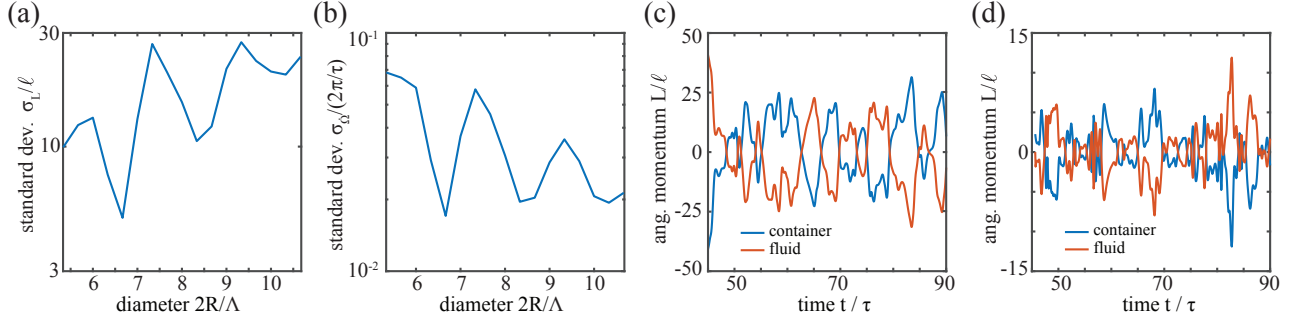 (a)
standard dev. σ_L/ℓ
30
10
3
6 7 8 9 10
diameter 2R/Λ
(b)
standard dev. σ_Ω/(2π/τ)
10^-1
10^-2
6 7 8 9 10
diameter 2R/Λ
(c)
ang. momentum L/ℓ
50
25
0
-25
-50
container
fluid
50 70 90
time t / τ
(d)
ang. momentum L/ℓ
15
0
-15
container
fluid
50 70 90
time t / τ